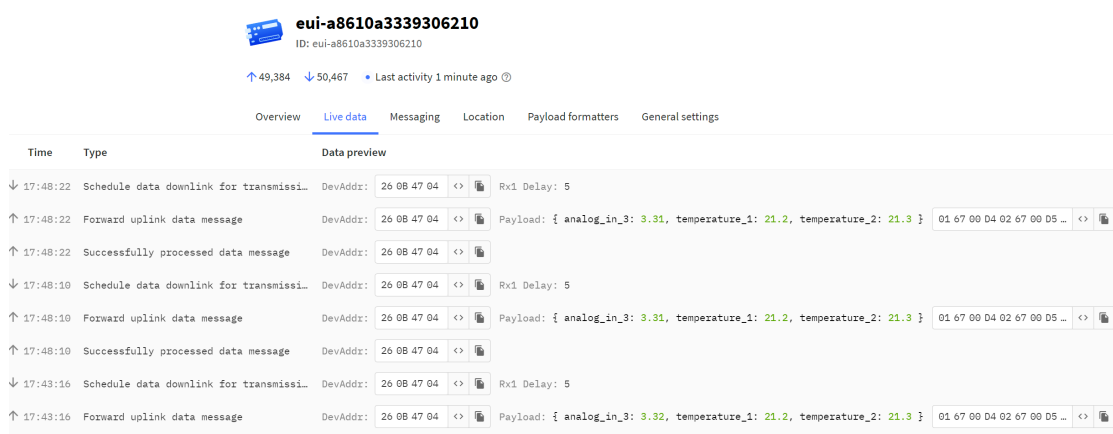 eui-a8610a3339306210
ID: eui-a8610a3339306210
↑ 49,384 ↓ 50,467 • Last activity 1 minute ago
Overview Live data Messaging Location Payload formatters General settings
Time Type Data preview
↓ 17:48:22 Schedule data downlink for transmissi… DevAddr: 26 0B 47 04 <> Rx1 Delay: 5
↑ 17:48:22 Forward uplink data message DevAddr: 26 0B 47 04 <> Payload: { analog_in_3: 3.31, temperature_1: 21.2, temperature_2: 21.3 } 01 67 00 D4 02 67 00 D5 … <>
↑ 17:48:22 Successfully processed data message DevAddr: 26 0B 47 04 <>
↓ 17:48:10 Schedule data downlink for transmissi… DevAddr: 26 0B 47 04 <> Rx1 Delay: 5
↑ 17:48:10 Forward uplink data message DevAddr: 26 0B 47 04 <> Payload: { analog_in_3: 3.31, temperature_1: 21.2, temperature_2: 21.3 } 01 67 00 D4 02 67 00 D5 … <>
↑ 17:48:10 Successfully processed data message DevAddr: 26 0B 47 04 <>
↓ 17:43:16 Schedule data downlink for transmissi… DevAddr: 26 0B 47 04 <> Rx1 Delay: 5
↑ 17:43:16 Forward uplink data message DevAddr: 26 0B 47 04 <> Payload: { analog_in_3: 3.32, temperature_1: 21.2, temperature_2: 21.3 } 01 67 00 D4 02 67 00 D5 … <>